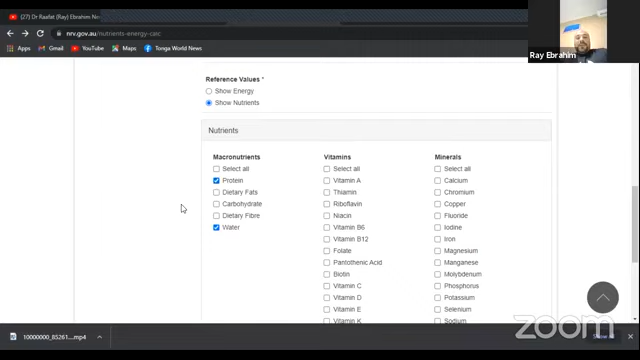 (27) Dr Raafat (Ray) Ebrahim No
nrv.gov.au/nutrients-energy-calc
Apps
Gmail
YouTube
Maps
Tonga World News
Ray Ebrahim
Reference Values *
Show Energy
Show Nutrients
Nutrients
Macronutrients
Select all
Protein
Dietary Fats
Carbohydrate
Dietary Fibre
Water
Vitamins
Select all
Vitamin A
Thiamin
Riboflavin
Niacin
Vitamin B6
Vitamin B12
Folate
Pantothenic Acid
Biotin
Vitamin C
Vitamin D
Vitamin E
Vitamin K
Minerals
Select all
Calcium
Chromium
Copper
Fluoride
Iodine
Iron
Magnesium
Manganese
Molybdenum
Phosphorus
Potassium
Selenium
Sodium
10000000_85261....mp4
Show all
zoom